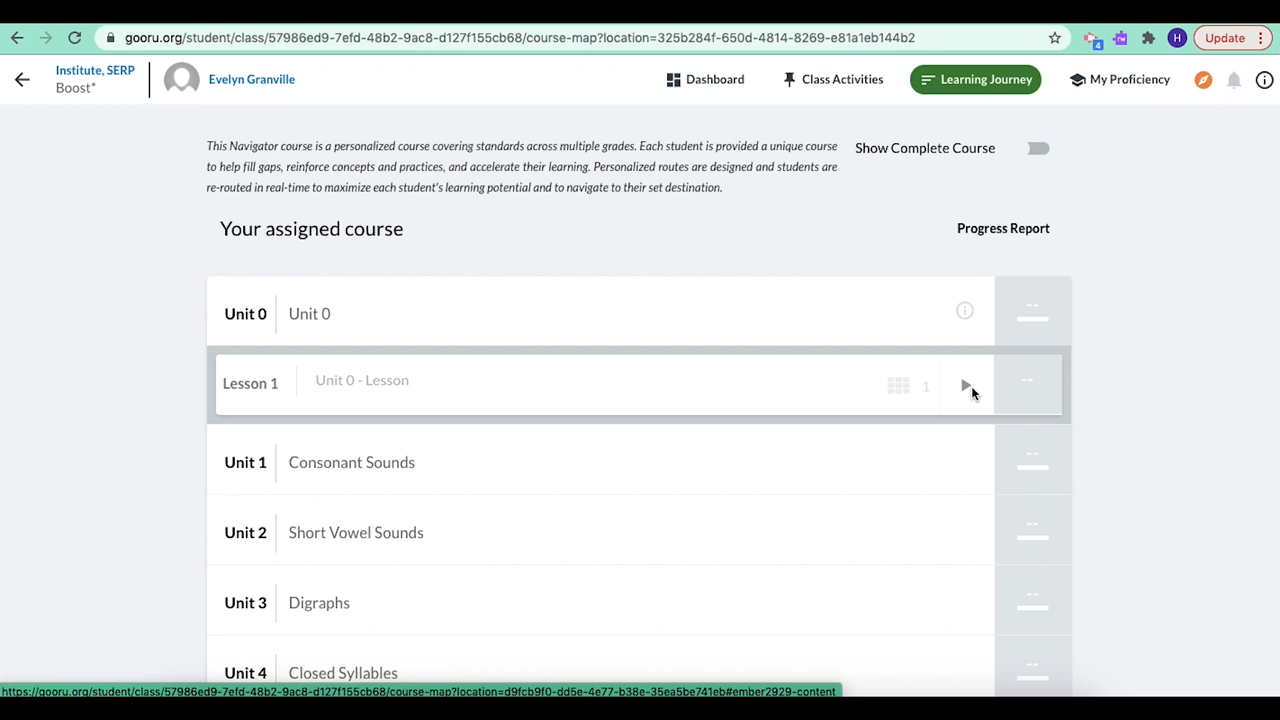 gooru.org/student/class/57986ed9-7efd-48b2-9ac8-d127f155cb68/course-map?location=325b284f-650d-4814-8269-e81a1eb144b2
4
H
Update
Institute, SERP
Boost*
Evelyn Granville
Dashboard
Class Activities
Learning Journey
My Proficiency
This Navigator course is a personalized course covering standards across multiple grades. Each student is provided a unique course
to help fill gaps, reinforce concepts and practices, and accelerate their learning. Personalized routes are designed and students are
re-routed in real-time to maximize each student's learning potential and to navigate to their set destination.
Show Complete Course
Your assigned course
Progress Report
Unit 0 Unit 0 --
Lesson 1 Unit 0 - Lesson 1 --
Unit 1 Consonant Sounds --
Unit 2 Short Vowel Sounds --
Unit 3 Digraphs --
Unit 4 Closed Syllables --
https://gooru.org/student/class/57986ed9-7efd-48b2-9ac8-d127f155cb68/course-map?location=d9fcb9f0-dd5e-4e77-b38e-35ea5be741eb#ember2929-content